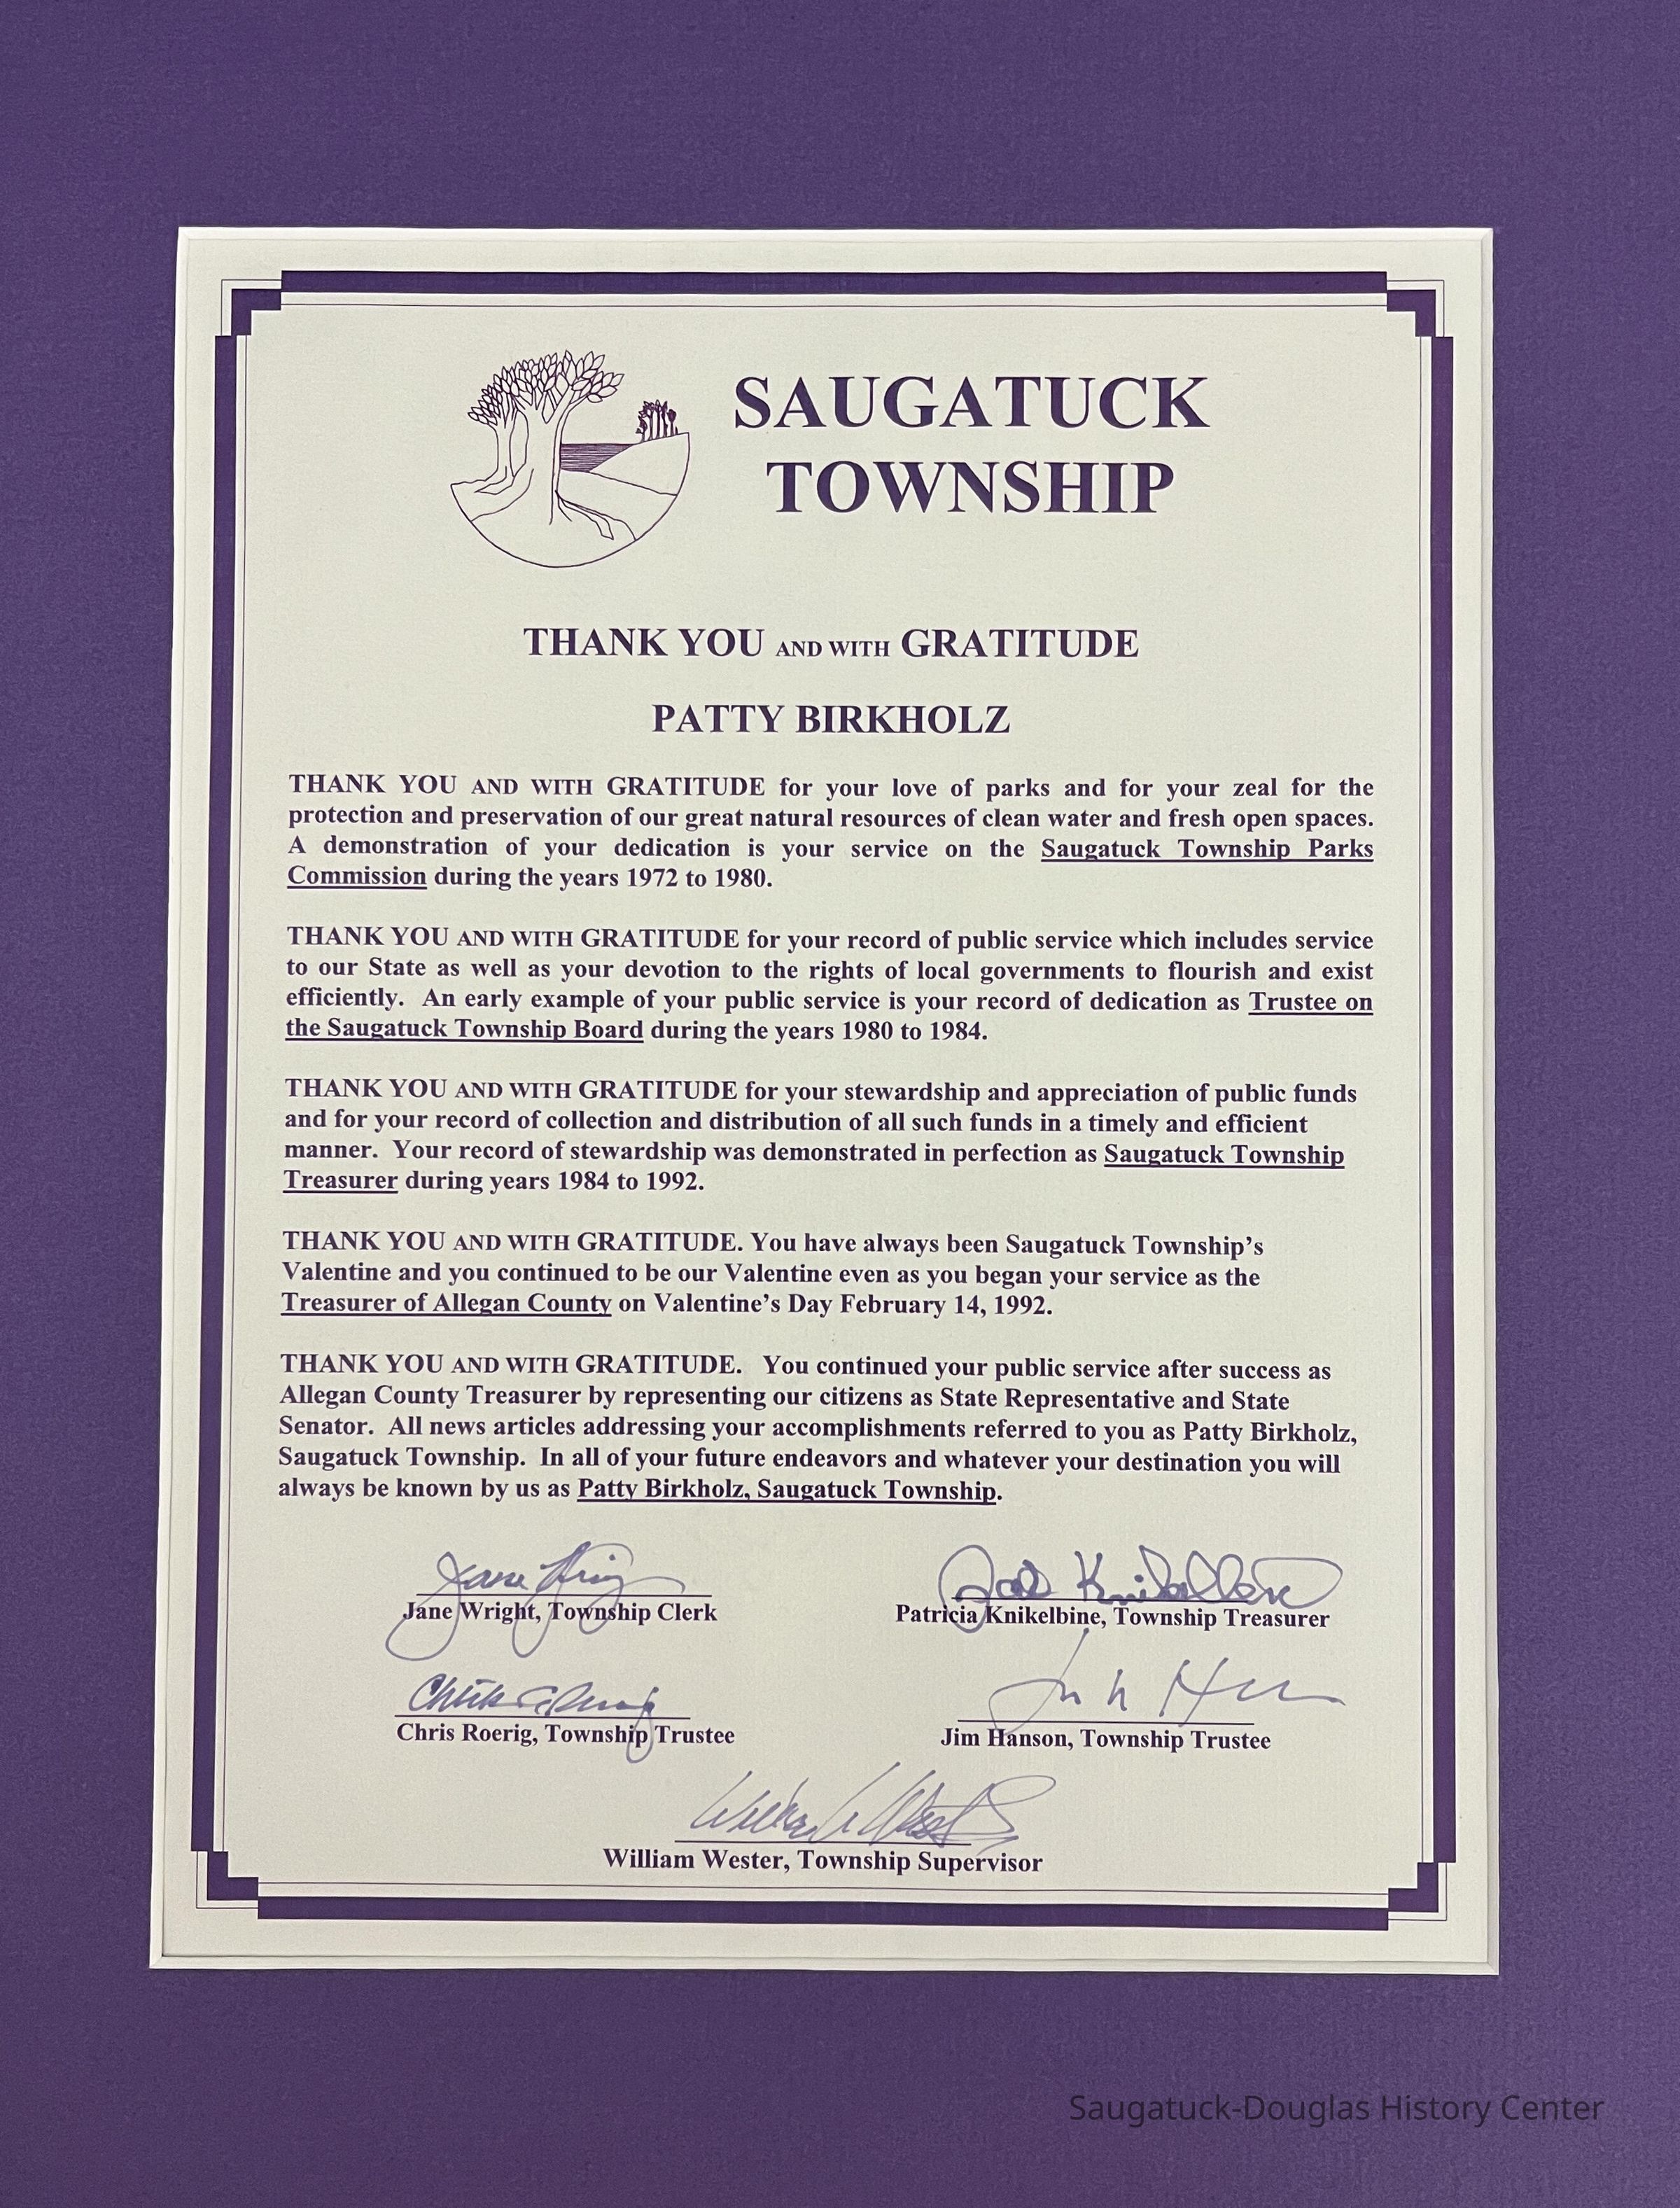 SAUGATUCK
TOWNSHIP
THANK YOU AND WITH GRATITUDE
PATTY BIRKHOLZ
THANK YOU AND WITH GRATITUDE for your love of parks and for your zeal for the
protection and preservation of our great natural resources of clean water and fresh open spaces.
A demonstration of your dedication is your service on the Saugatuck Township Parks
Commission during the years 1972 to 1980.
THANK YOU AND WITH GRATITUDE for your record of public service which includes service
to our State as well as your devotion to the rights of local governments to flourish and exist
efficiently. An early example of your public service is your record of dedication as Trustee on
the Saugatuck Township Board during the years 1980 to 1984.
THANK YOU AND WITH GRATITUDE for your stewardship and appreciation of public funds
and for your record of collection and distribution of all such funds in a timely and efficient
manner. Your record of stewardship was demonstrated in perfection as Saugatuck Township
Treasurer during years 1984 to 1992.
THANK YOU AND WITH GRATITUDE. You have always been Saugatuck Township's
Valentine and you continued to be our Valentine even as you began your service as the
Treasurer of Allegan County on Valentine's Day February 14, 1992.
THANK YOU AND WITH GRATITUDE. You continued your public service after success as
Allegan County Treasurer by representing our citizens as State Representative and State
Senator. All news articles addressing your accomplishments referred to you as Patty Birkholz,
Saugatuck Township. In all of your future endeavors and whatever your destination you will
always be known by us as Patty Birkholz, Saugatuck Township.
Jane Wright, Township Clerk
Patricia Knikelbine, Township Treasurer
Chris Roerig, Township Trustee
Jim Hanson, Township Trustee
William Wester, Township Supervisor
Saugatuck-Douglas History Center